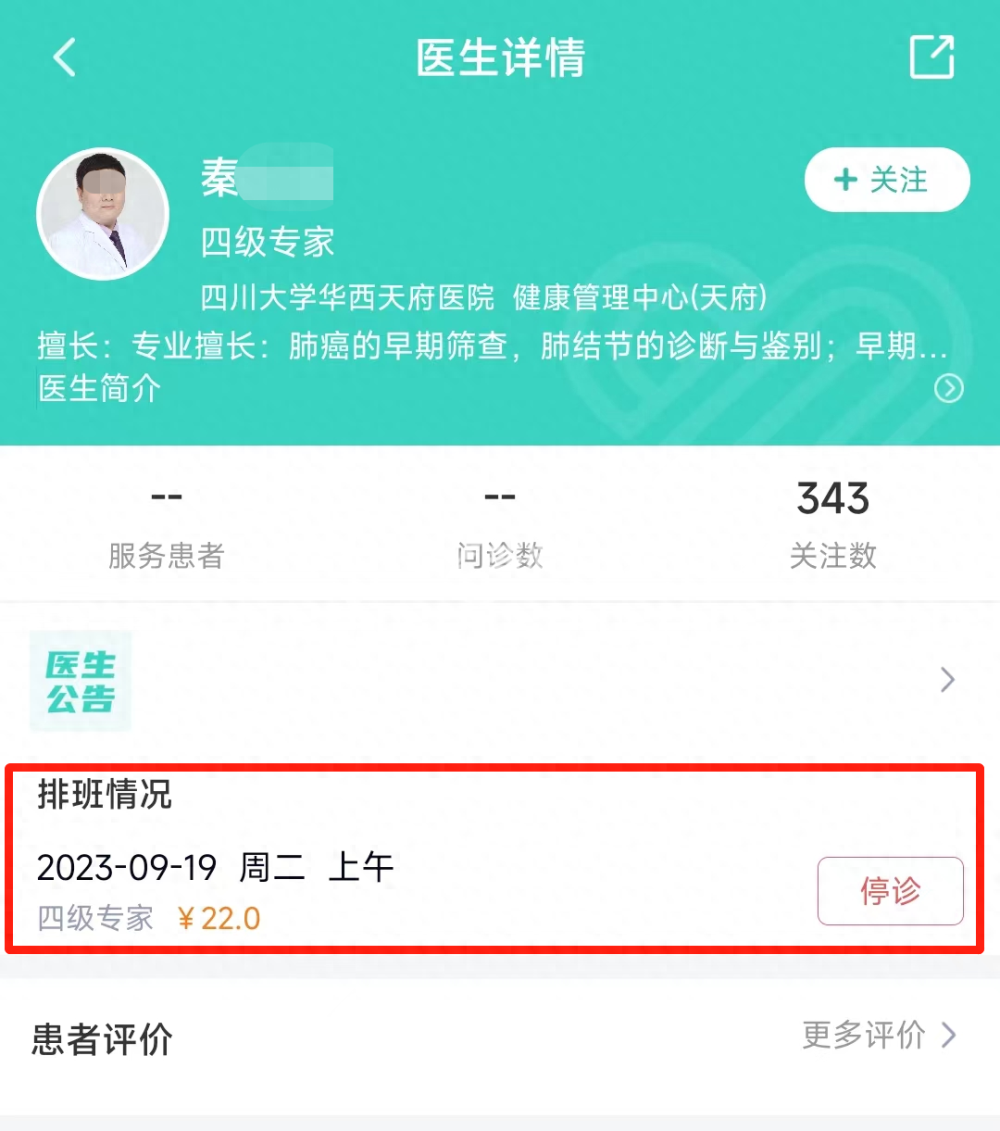 医生详情
秦
+ 关注
四级专家
四川大学华西天府医院 健康管理中心(天府)
擅长：专业擅长：肺癌的早期筛查，肺结节的诊断与鉴别；早期...
医生简介
-- -- 343
服务患者 问诊数 关注数
医生
公告
排班情况
2023-09-19 周二 上午
停诊
四级专家 ￥22.0
患者评价 更多评价